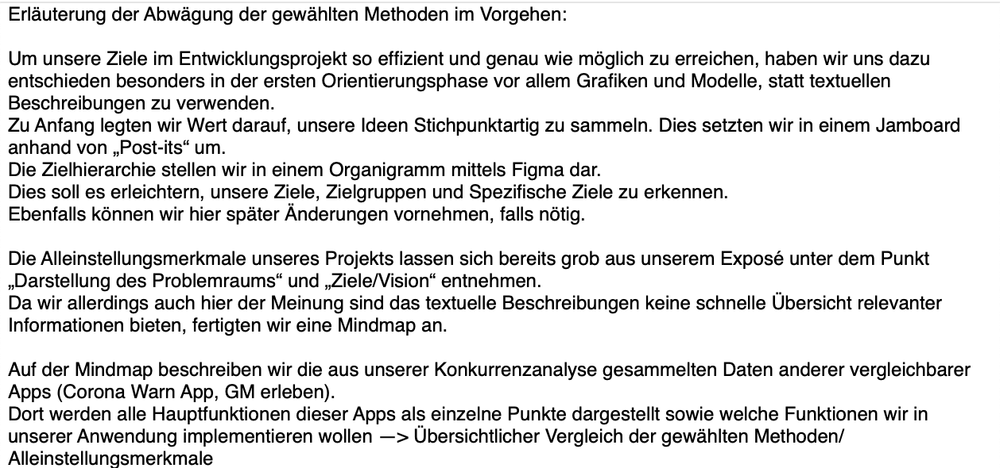 Erläuterung der Abwägung der gewählten Methoden im Vorgehen:
Um unsere Ziele im Entwicklungsprojekt so effizient und genau wie möglich zu erreichen, haben wir uns dazu
entschieden besonders in der ersten Orientierungsphase vor allem Grafiken und Modelle, statt textuellen
Beschreibungen zu verwenden.
Zu Anfang legten wir Wert darauf, unsere Ideen Stichpunktartig zu sammeln. Dies setzten wir in einem Jamboard
anhand von „Post-its“ um.
Die Zielhierarchie stellen wir in einem Organigramm mittels Figma dar.
Dies soll es erleichtern, unsere Ziele, Zielgruppen und Spezifische Ziele zu erkennen.
Ebenfalls können wir hier später Änderungen vornehmen, falls nötig.
Die Alleinstellungsmerkmale unseres Projekts lassen sich bereits grob aus unserem Exposé unter dem Punkt
„Darstellung des Problemraums“ und „Ziele/Vision“ entnehmen.
Da wir allerdings auch hier der Meinung sind das textuelle Beschreibungen keine schnelle Übersicht relevanter
Informationen bieten, fertigten wir eine Mindmap an.
Auf der Mindmap beschreiben wir die aus unserer Konkurrenzanalyse gesammelten Daten anderer vergleichbarer
Apps (Corona Warn App, GM erleben).
Dort werden alle Hauptfunktionen dieser Apps als einzelne Punkte dargestellt sowie welche Funktionen wir in
unserer Anwendung implementieren wollen —> Übersichtlicher Vergleich der gewählten Methoden/
Alleinstellungsmerkmale